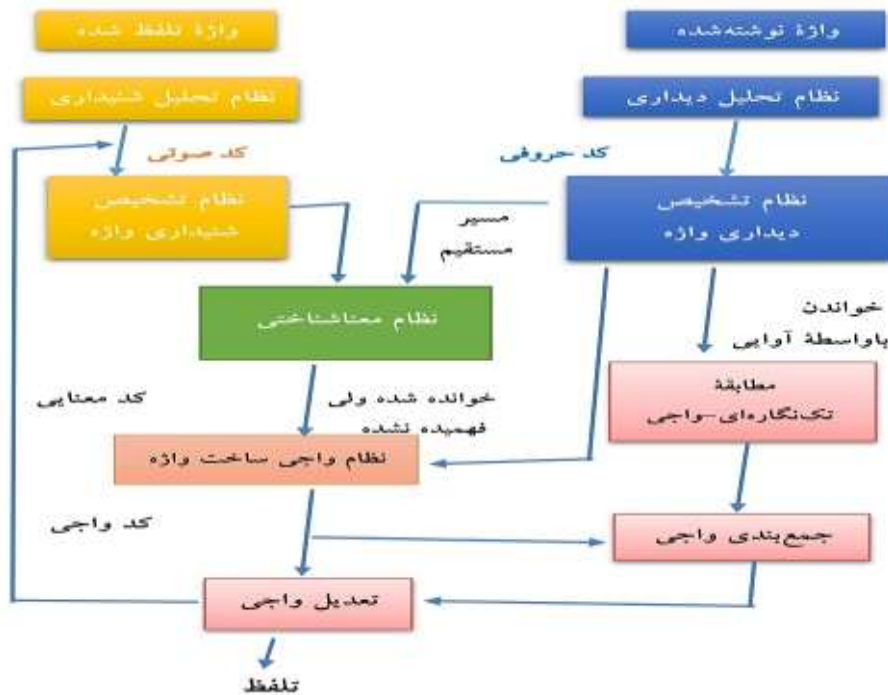 واژهٔ نوشته‌شده
واژهٔ تلفظ شده
نظام تحلیل دیداری
نظام تحلیل شنیداری
کد حروفی
کد صوتی
نظام تشخیص
دیداری واژه
نظام تشخیص
شنیداری واژه
مسیر
مستقیم
نظام معناشناختی
خواندن
باواسطهٔ آوایی
مطابقهٔ
تک‌نگاره‌ای-واجی
خوانده شده ولی
فهمیده نشده
کد معنایی
نظام واجی ساخت واژه
کد واجی
جمع‌بندی واجی
تعدیل واجی
تلفظ